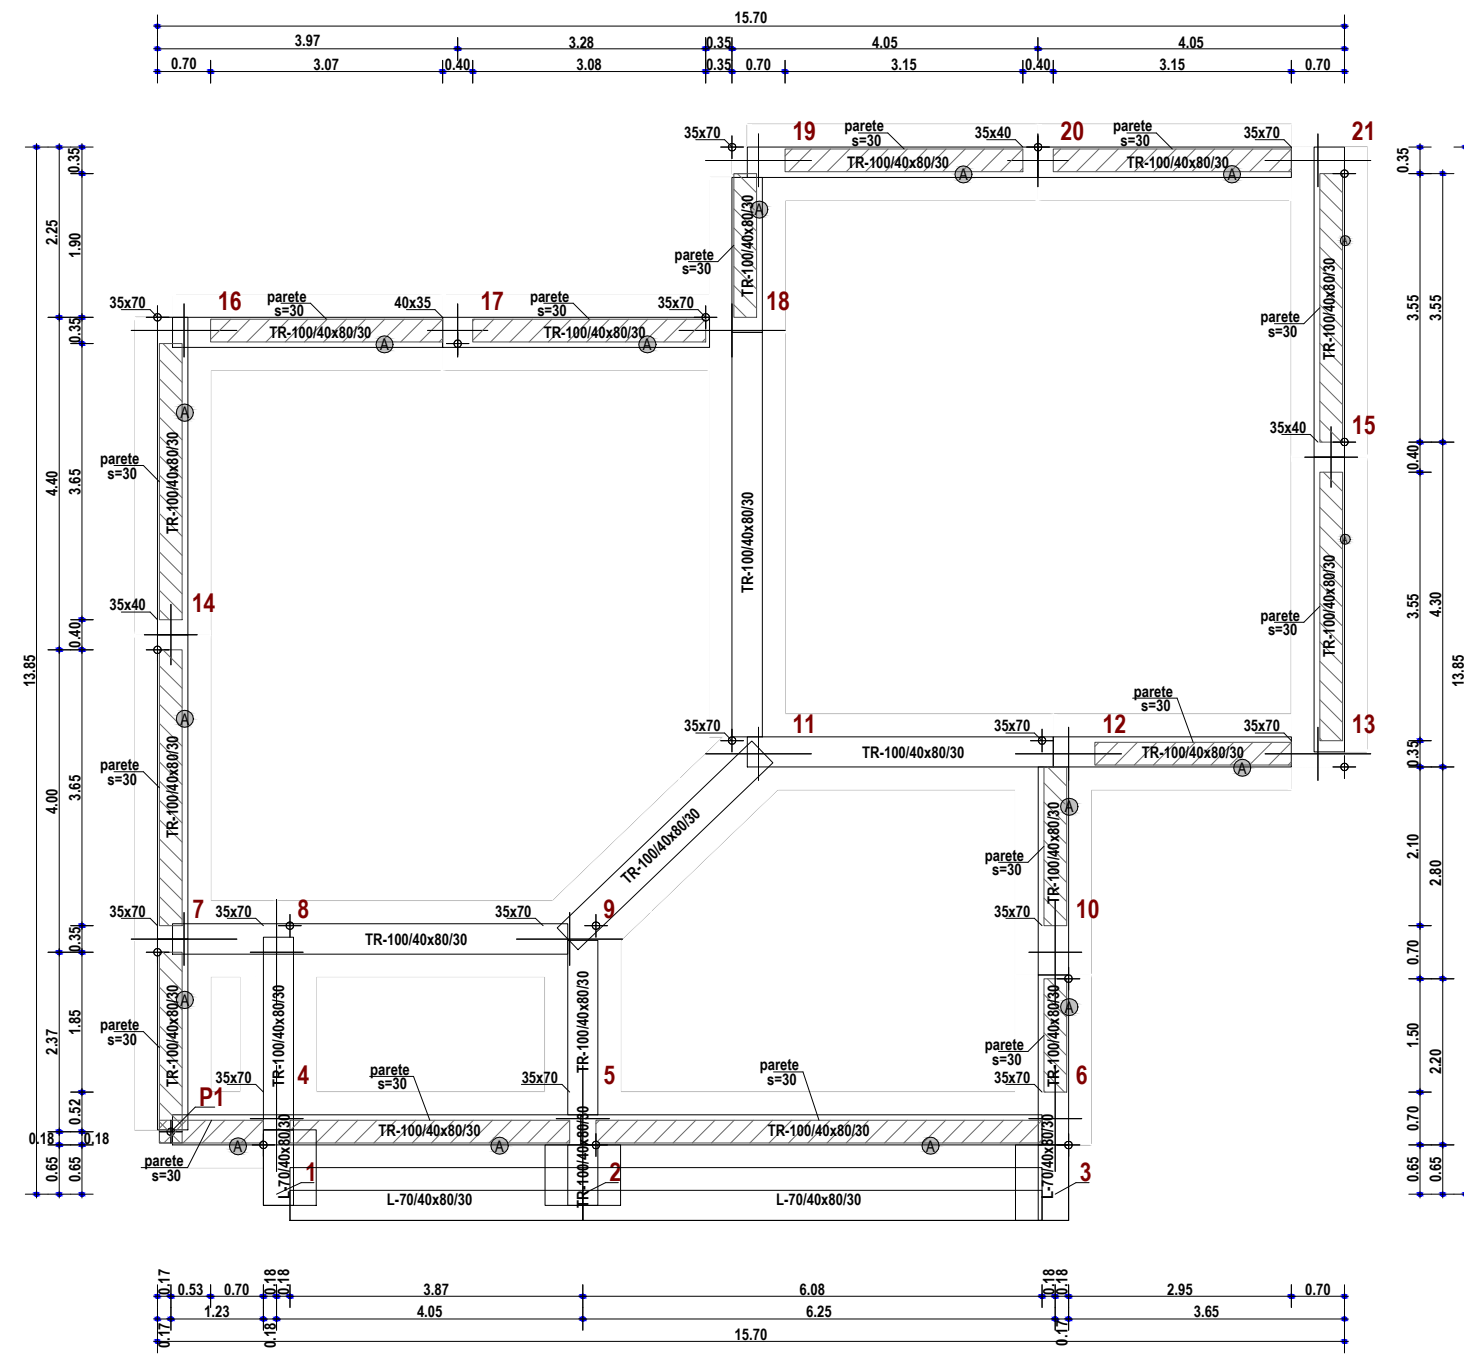 15.70
3.97 3.28 0.35 4.05 4.05
0.70 3.07 0.40 3.08 0.35 0.70 3.15 0.40 3.15 0.70
35x70 19 parete s=30 35x40 20 parete s=30 35x70 21
TR-100/40x80/30 A TR-100/40x80/30 A
0.35 2.25 1.90 0.35
A TR-100/40x80/30
parete
s=30
18
A
35x70 16 parete s=30 40x35 17 parete s=30 35x70
TR-100/40x80/30 A TR-100/40x80/30 A
TR-100/40x80/30
parete
s=30
0.35 3.55 3.55
A
35x40 15
0.40
parete
s=30
TR-100/40x80/30
4.40 3.65
TR-100/40x80/30
A
35x40 14
0.40
13.85
A
parete
s=30
TR-100/40x80/30
3.55 4.30
13.85
parete
s=30
TR-100/40x80/30
4.00 3.65
A
35x70 11 35x70 12 parete s=30 35x70 13
TR-100/40x80/30 TR-100/40x80/30 A
0.35
TR-100/40x80/30
A
parete
s=30
TR-100/40x80/30
2.10 2.80
35x70 7 35x70 8 35x70 9 35x70 10
TR-100/40x80/30
0.35
0.70
A
parete
s=30
TR-100/40x80/30
TR-100/40x80/30
TR-100/40x80/30
A
parete
s=30
TR-100/40x80/30
2.37 1.85
1.50 2.20
35x70 4 parete s=30 35x70 5 parete s=30 35x70 6
P1
TR-100/40x80/30 TR-100/40x80/30
A A A
0.52 0.18 0.18
0.70
parete
s=30
L-70/40x80/30 TR-100/40x80/30 L-70/40x80/30
1 2 3
L-70/40x80/30 L-70/40x80/30
0.65 0.65 0.65 0.65
0.17 0.53 0.70 0.18 0.18 3.87 6.08 0.18 0.18 2.95 0.70
1.23 4.05 6.25 3.65
0.17 0.18 15.70 0.17